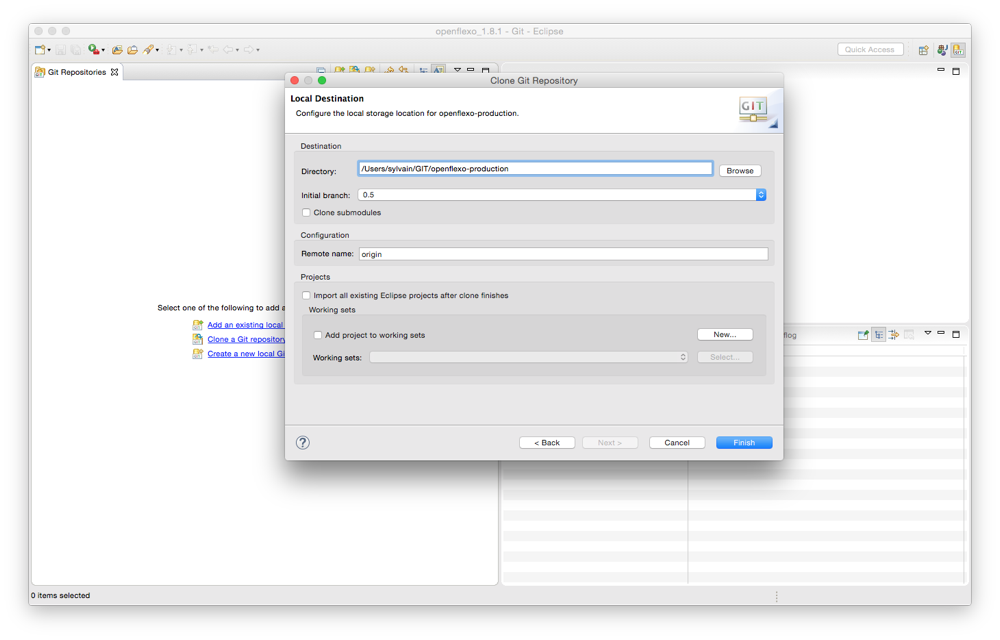 openflexo_1.8.1 - Git - Eclipse
Quick Access
Git Repositories
Clone Git Repository
Local Destination
Configure the local storage location for openflexo-production.
GIT
Destination
Directory: /Users/sylvain/GIT/openflexo-production Browse
Initial branch: 0.5
Clone submodules
Configuration
Remote name: origin
Projects
Import all existing Eclipse projects after clone finishes
Working sets
Add project to working sets New...
Working sets: Select...
Select one of the following to add a
Add an existing local
Clone a Git repository
Create a new local Gi
flog
? < Back Next > Cancel Finish
0 items selected